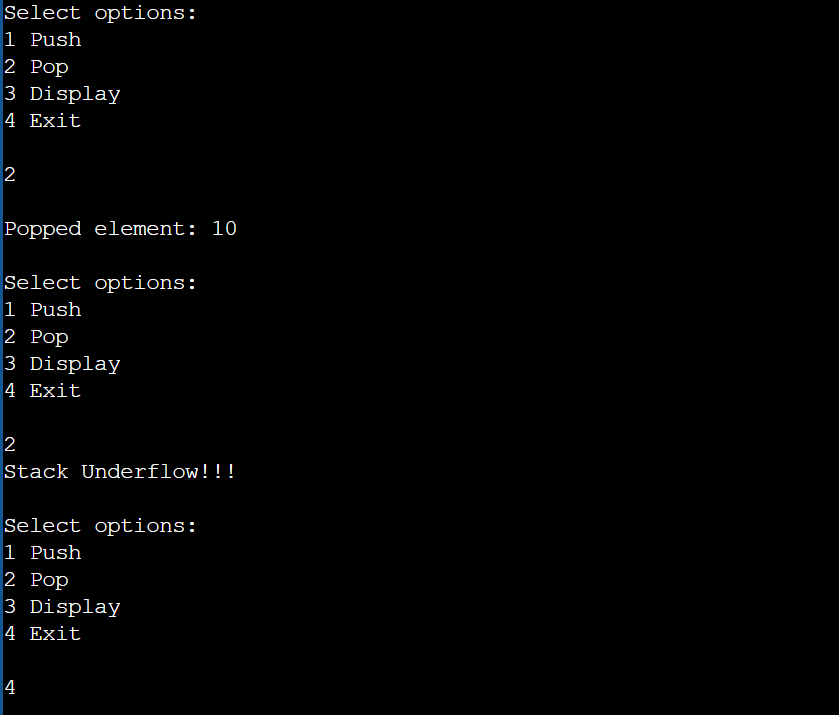 Select options:
1 Push
2 Pop
3 Display
4 Exit
2
Popped element: 10
Select options:
1 Push
2 Pop
3 Display
4 Exit
2
Stack Underflow!!!
Select options:
1 Push
2 Pop
3 Display
4 Exit
4